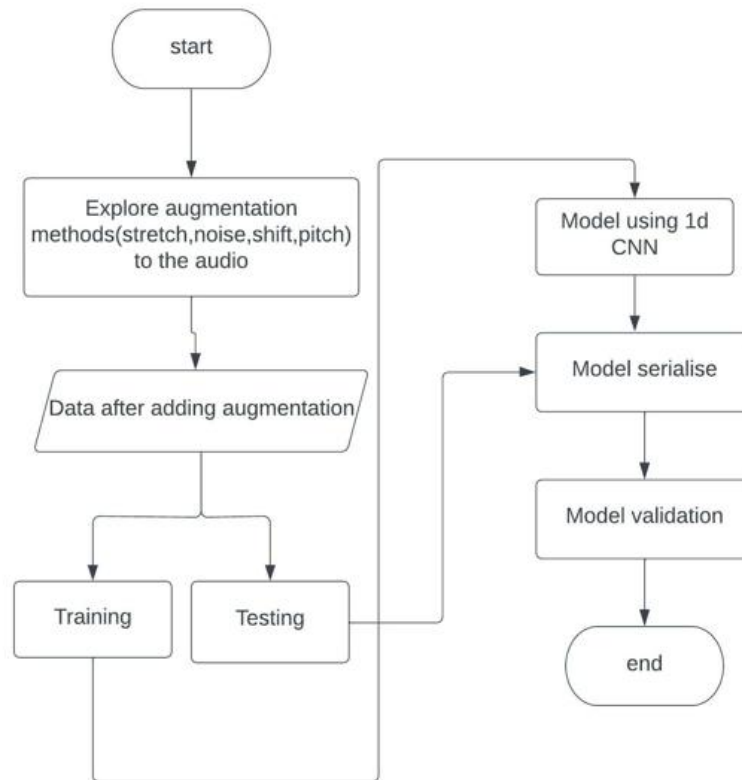 start
Explore augmentation
methods(stretch,noise,shift,pitch)
to the audio
Data after adding augmentation
Training
Testing
Model using 1d
CNN
Model serialise
Model validation
end